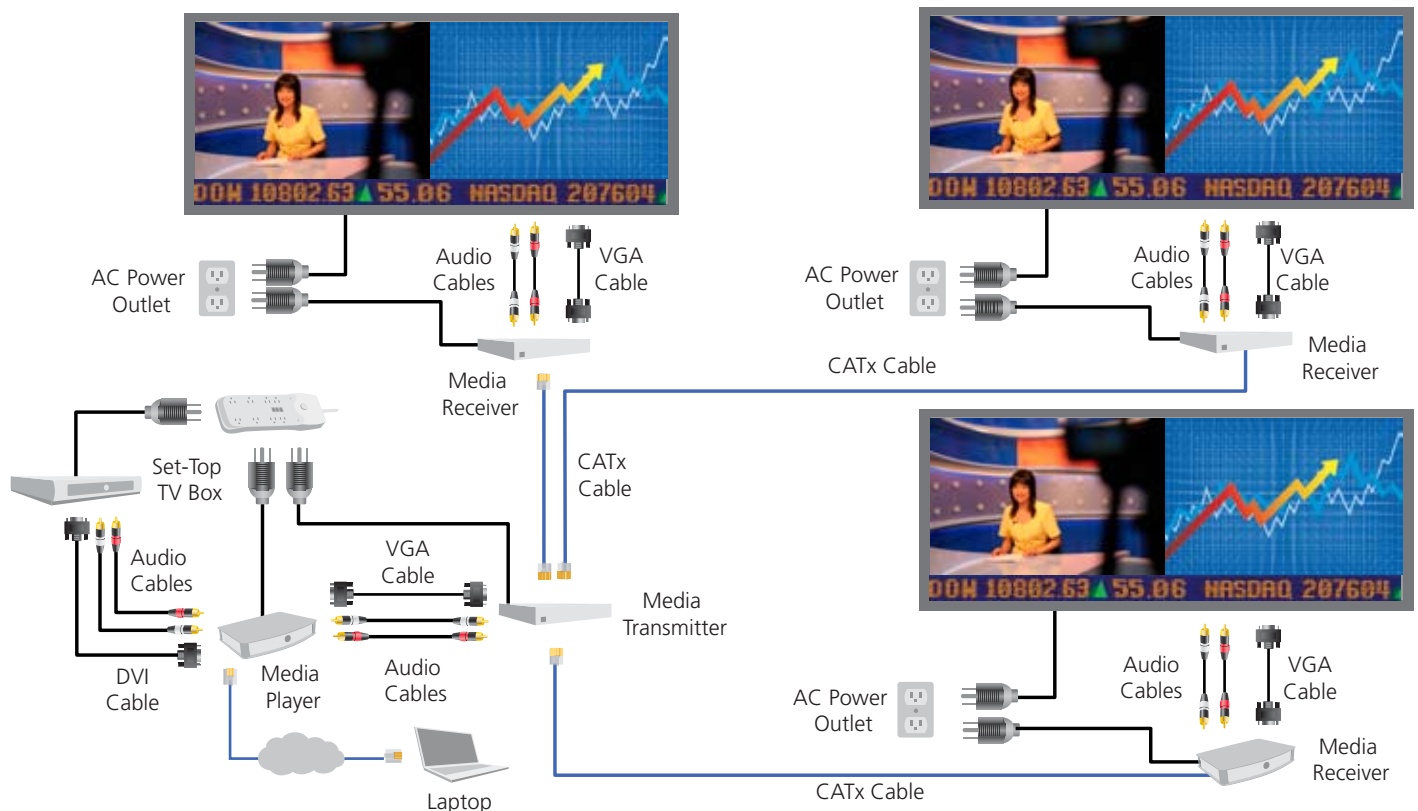 DOW 10802.63▲55.06 NASDAQ 207604
DOW 10802.63▲55.06 NASDAQ 207604
AC Power
Outlet
Audio
Cables
VGA
Cable
Media
Receiver
AC Power
Outlet
Audio
Cables
VGA
Cable
Media
Receiver
CATx Cable
CATx
Cable
Set-Top
TV Box
Audio
Cables
DVI
Cable
Media
Player
VGA
Cable
Audio
Cables
Media
Transmitter
Laptop
DOW 10802.63▲55.06 NASDAQ 207604
AC Power
Outlet
Audio
Cables
VGA
Cable
Media
Receiver
CATx Cable